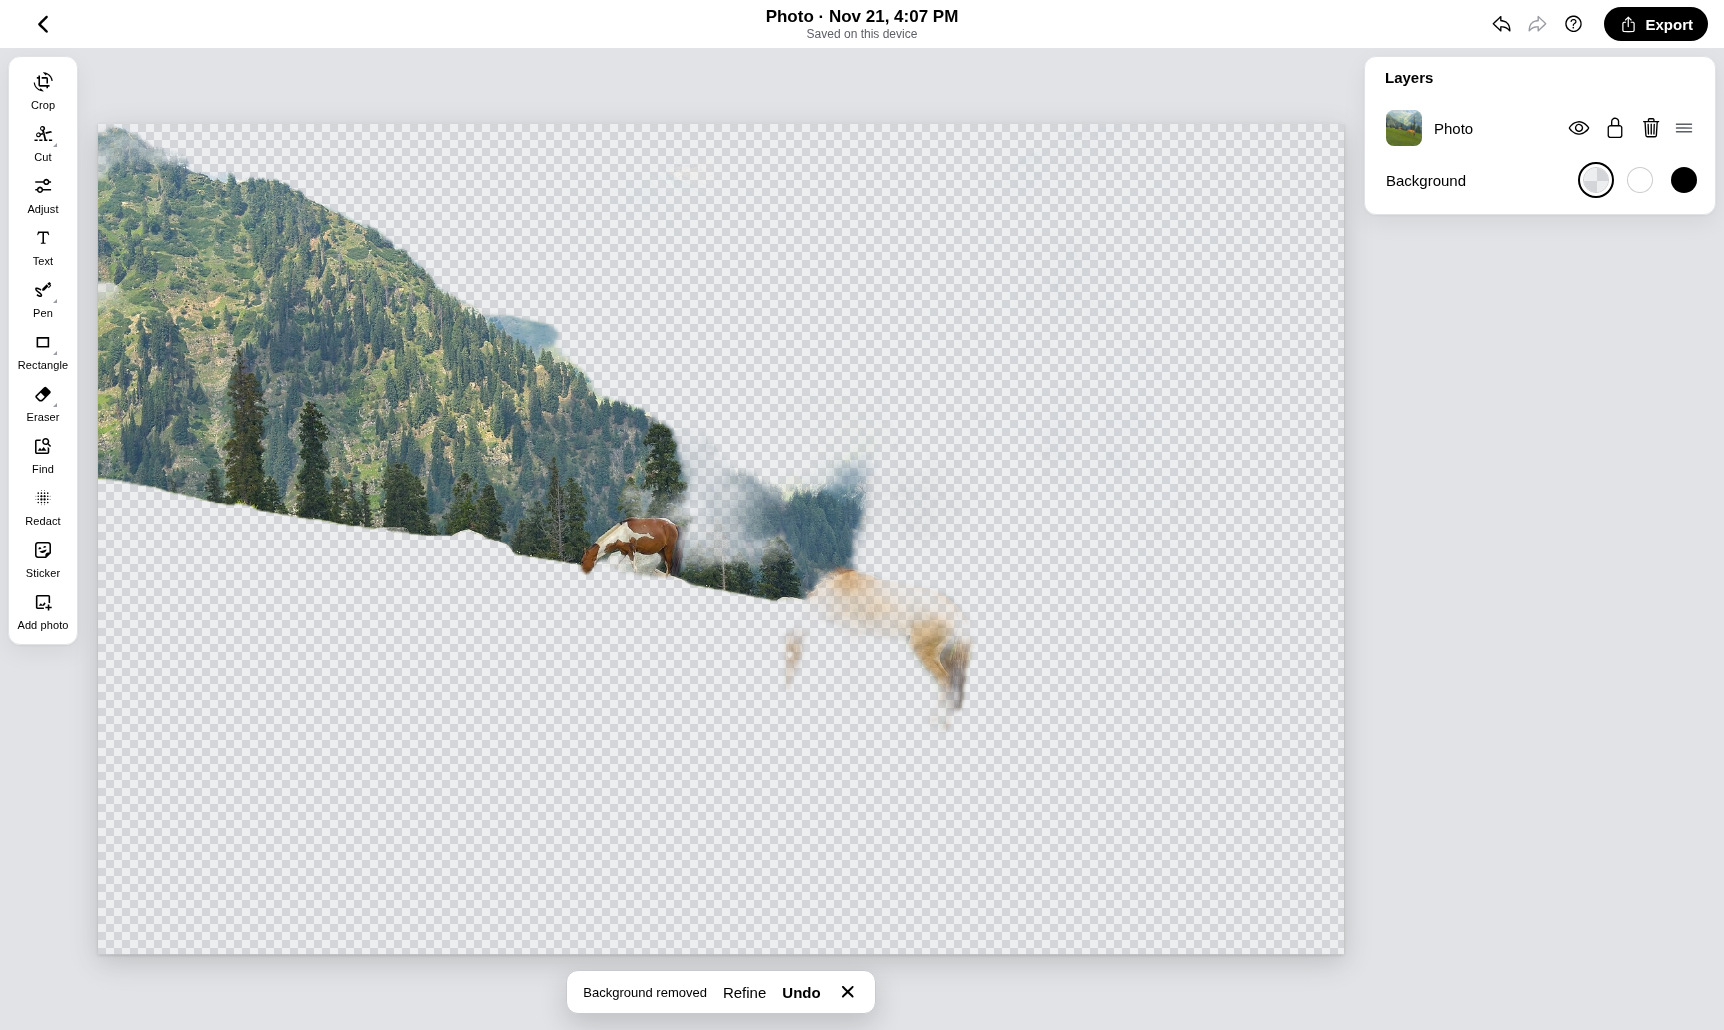 Photo · Nov 21, 4:07 PM
Saved on this device
Export
Crop
Cut
Adjust
Text
Pen
Rectangle
Eraser
Find
Redact
Sticker
Add photo
Layers
Photo
Background
Background removed Refine Undo